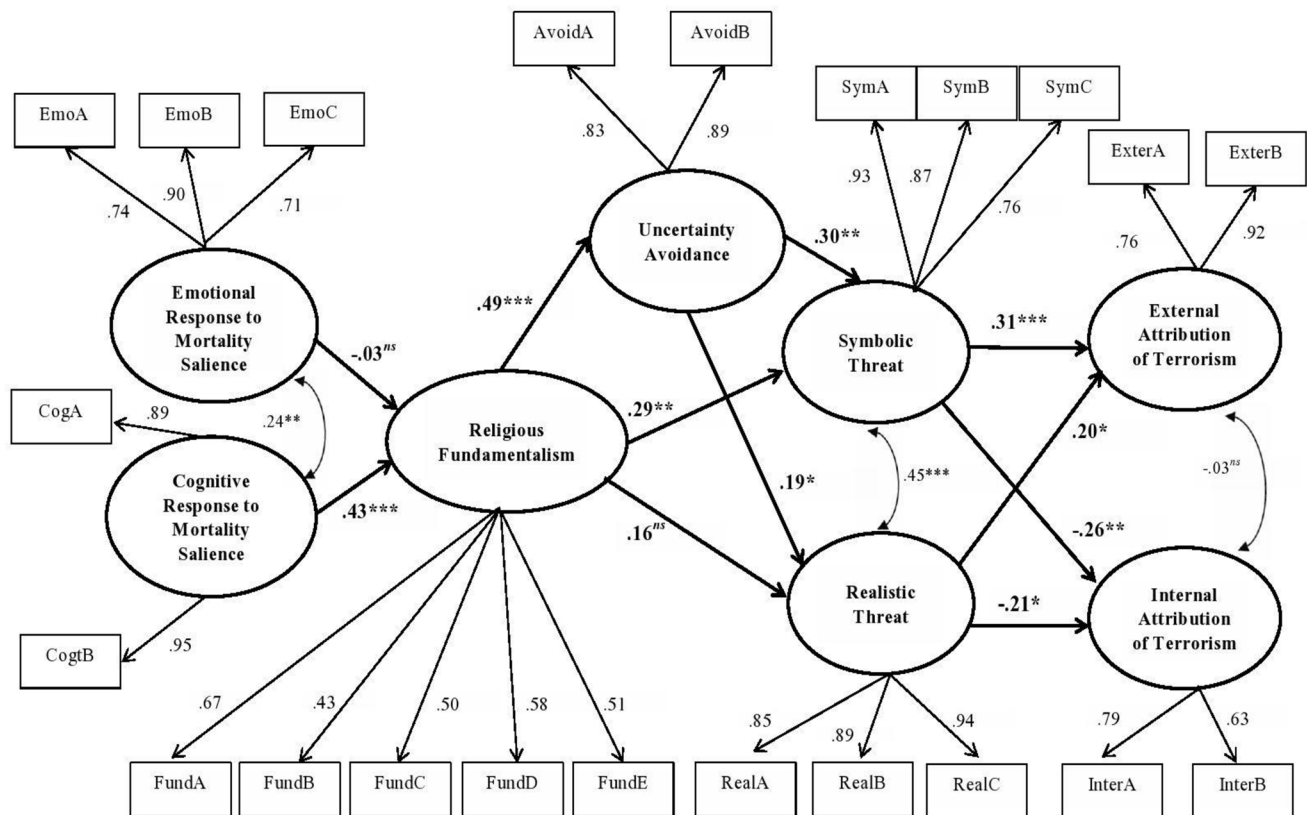 AvoidA
AvoidB
SymA
SymB
SymC
EmoA
EmoB
EmoC
ExterA
ExterB
.83
.89
.93
.87
.76
.74
.90
.71
.76
.92
Uncertainty
Avoidance
.30**
Emotional
Response to
Mortality
Salience
-.03ns
.49***
Symbolic
Threat
.31***
External
Attribution
of Terrorism
CogA
.89
.24**
Religious
Fundamentalism
.29**
.20*
Cognitive
Response to
Mortality
Salience
.43***
.19*
.45***
-.03ns
.16ns
-.26**
Realistic
Threat
-.21*
Internal
Attribution
of Terrorism
CogtB
.95
.67
.43
.50
.58
.51
.85
.89
.94
.79
.63
FundA
FundB
FundC
FundD
FundE
RealA
RealB
RealC
InterA
InterB